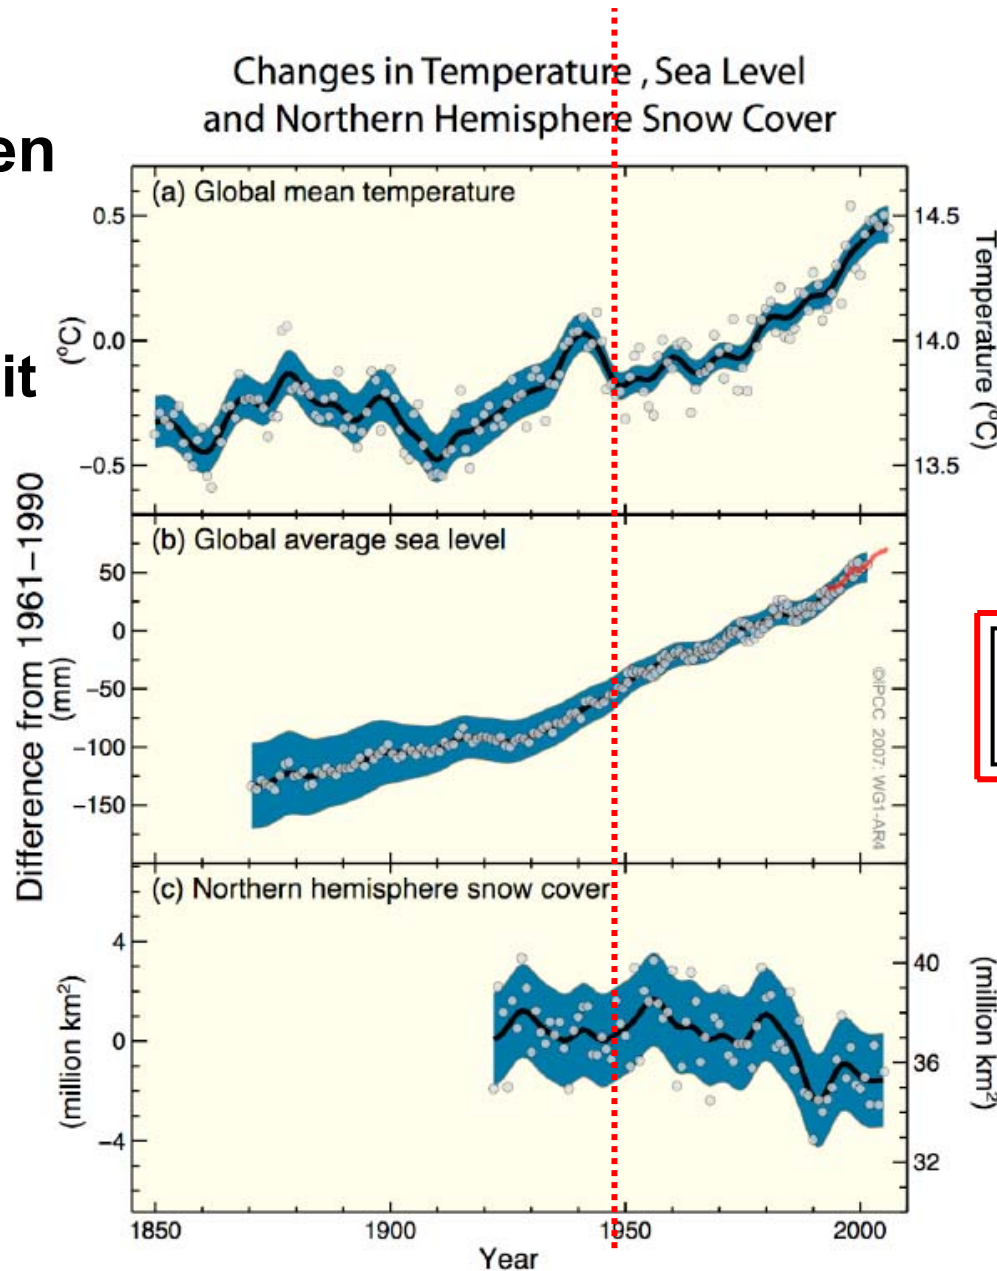 Changes in Temperature , Sea Level
and Northern Hemisphere Snow Cover
en
it
(a) Global mean temperature
0.5
0.0
−0.5
(°C)
14.5
14.0
13.5
Temperature (°C)
Difference from 1961−1990
(b) Global average sea level
50
0
−50
−100
−150
(mm)
©IPCC 2007: WG1-AR4
(c) Northern hemisphere snow cover
4
0
−4
(million km²)
40
36
32
(million km²)
1850 1900 1950 2000
Year